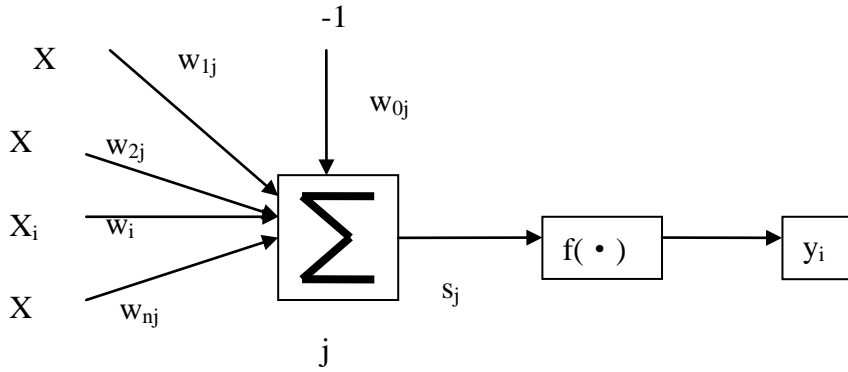 -1
X
w₁ⱼ
w₀ⱼ
X
w₂ⱼ
Xᵢ
wᵢ
∑
f( • )
yᵢ
sⱼ
X
wₙⱼ
j